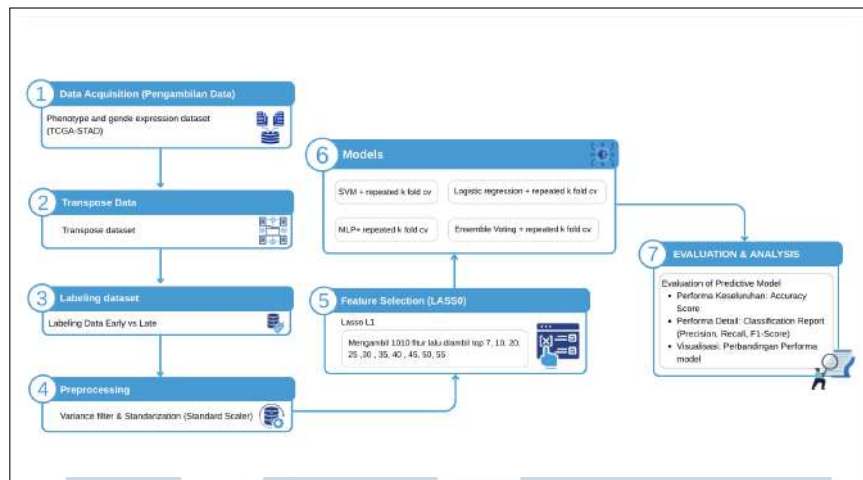 1 Data Acquisition (Pengambilan Data)
Phenotype and gende expression dataset
(TCGA-STAD)
2 Transpose Data
Transpose dataset
3 Labeling dataset
Labeling Data Early vs Late
4 Preprocessing
Variance filter & Standarization (Standard Scaler)
5 Feature Selection (LASS0)
Lasso L1
Mengambil 1010 fitur lalu diambil top 7, 10, 20,
25 ,30 , 35, 40 , 45, 50, 55
6 Models
SVM + repeated k fold cv
Logistic regression + repeated k fold cv
MLP+ repeated k fold cv
Ensemble Voting + repeated k fold cv
7 EVALUATION & ANALYSIS
Evaluation of Predictive Model
• Performa Keseluruhan: Accuracy
Score
• Performa Detail: Classification Report
(Precision, Recall, F1-Score)
• Visualisasi: Perbandingan Performa
model